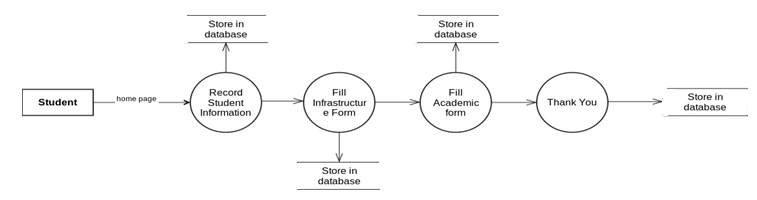 Store in
database
Store in
database
Student
home page
Record
Student
Information
Fill
Infrastructur
e Form
Fill
Academic
form
Thank You
Store in
database
Store in
database